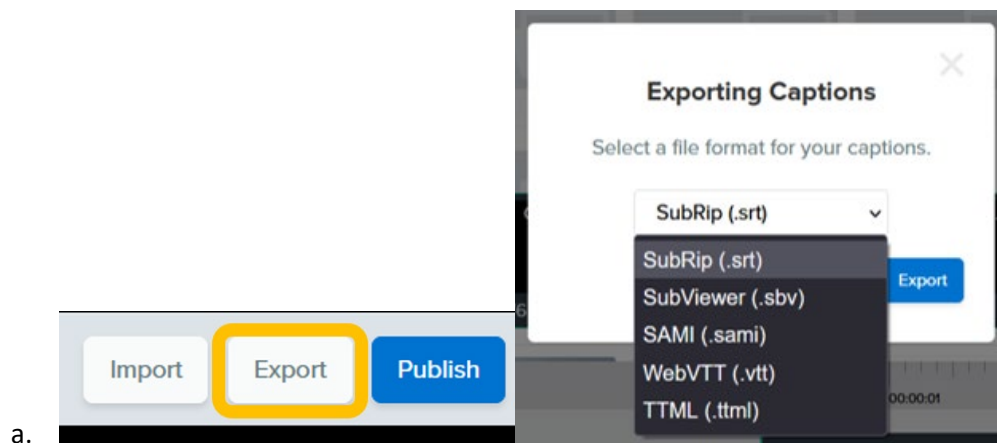 Exporting Captions
Select a file format for your captions.
SubRip (.srt)
SubRip (.srt)
SubViewer (.sbv)
SAMI (.sami)
WebVTT (.vtt)
TTML (.ttml)
Export
00:00:01
Import
Export
Publish
a.